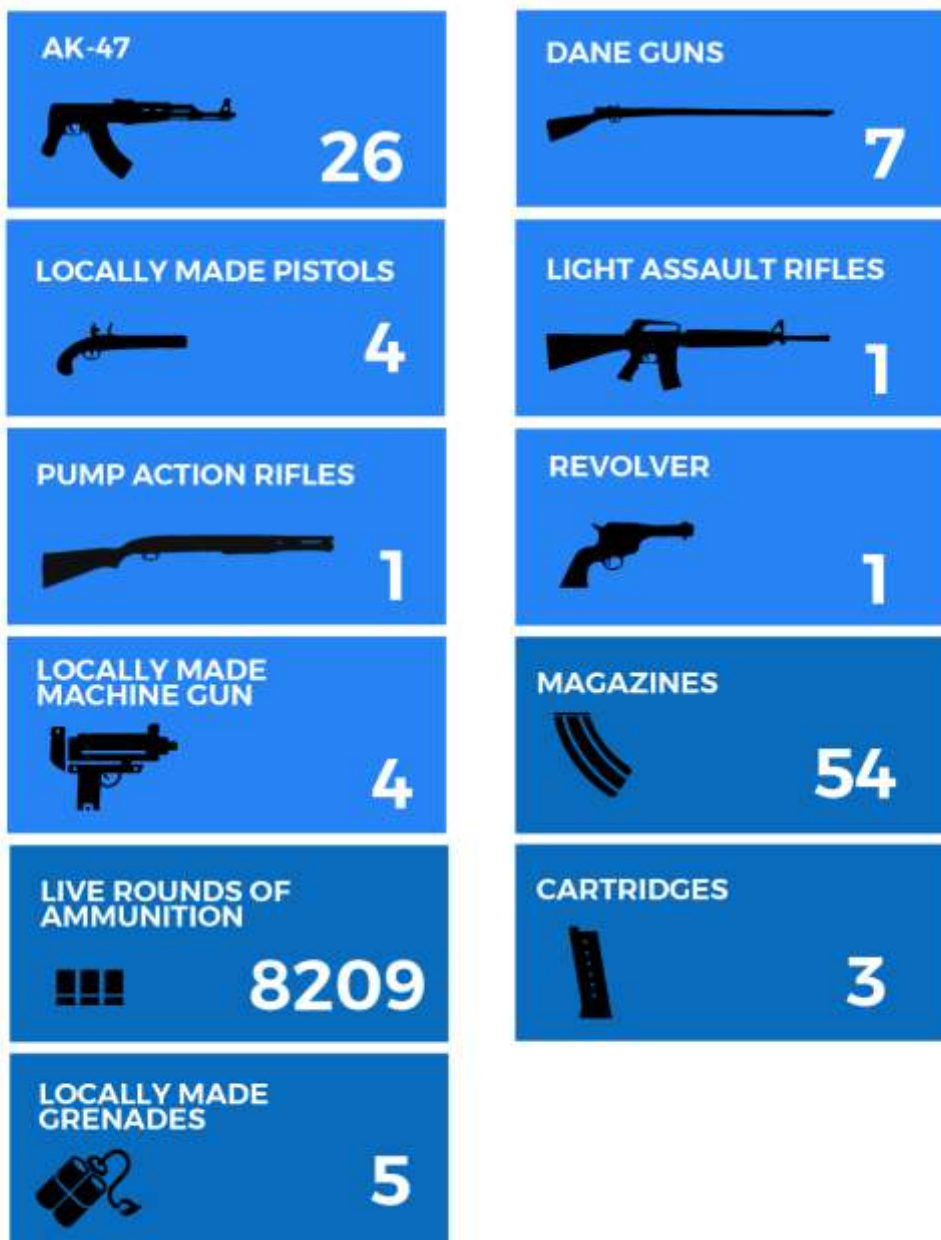 AK-47
26
DANE GUNS
7
LOCALLY MADE PISTOLS
4
LIGHT ASSAULT RIFLES
1
PUMP ACTION RIFLES
1
REVOLVER
1
LOCALLY MADE
MACHINE GUN
4
MAGAZINES
54
LIVE ROUNDS OF
AMMUNITION
8209
CARTRIDGES
3
LOCALLY MADE
GRENADES
5